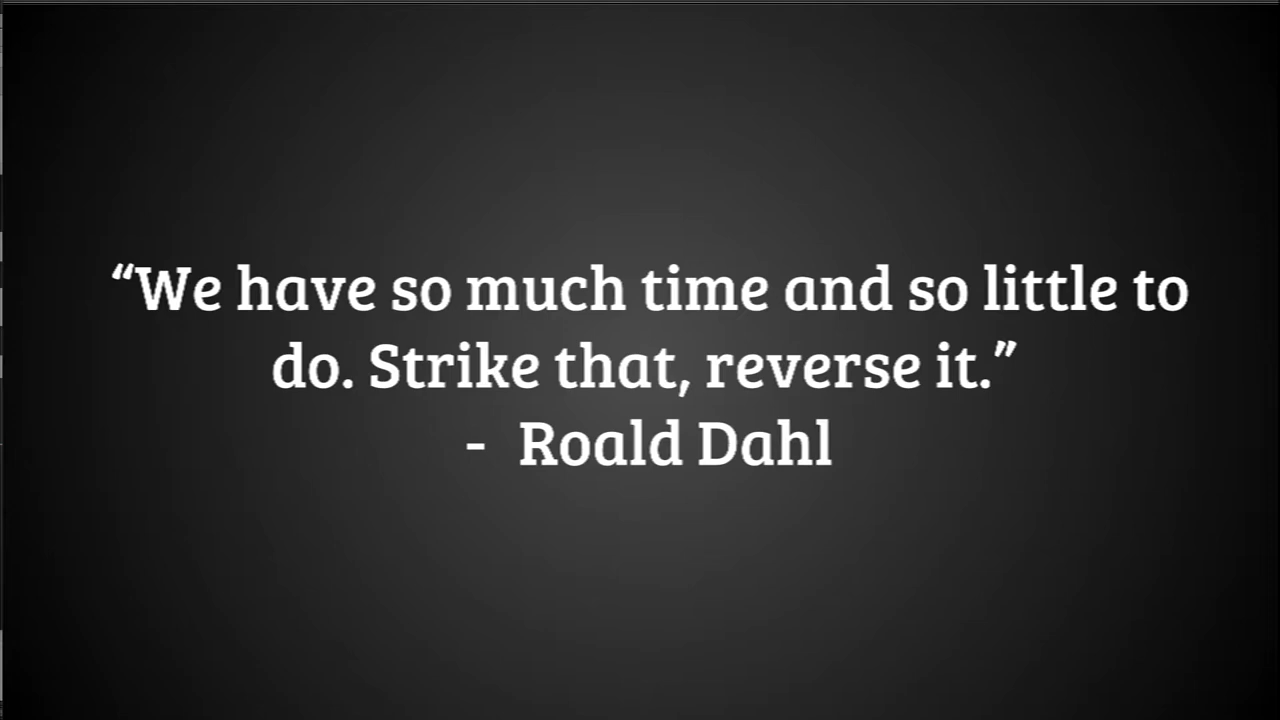 “We have so much time and so little to
do. Strike that, reverse it.”
- Roald Dahl